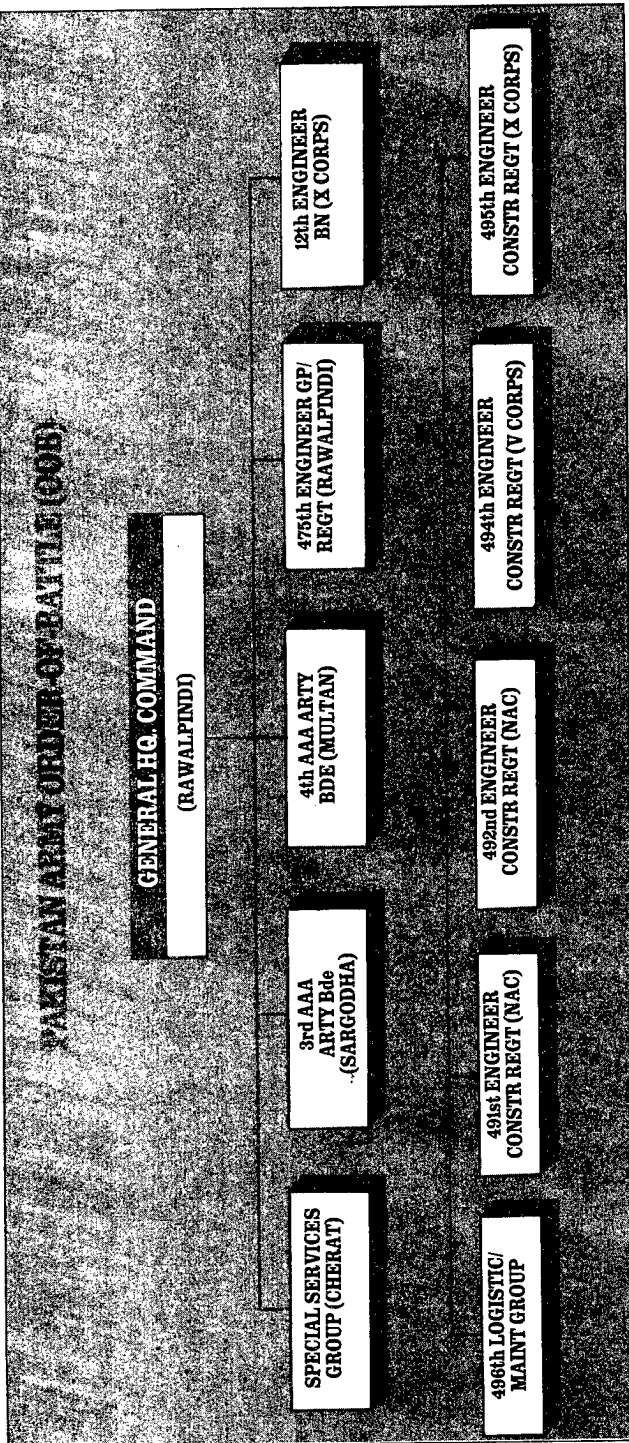 PAKISTAN ARMY ORDER-OF-BATTLE (OOB)
GENERAL HQ. COMMAND
(RAWALPINDI)
SPECIAL SERVICES
GROUP (CHERAT)
3rd AAA
ARTY Bde
(SARGODHA)
4th AAA ARTY
BDE (MULTAN)
475th ENGINEER GP/
REGT (RAWALPINDI)
12th ENGINEER
BN (X CORPS)
496th LOGISTIC/
MAINT GROUP
491st ENGINEER
CONSTR REGT (NAC)
492nd ENGINEER
CONSTR REGT (NAC)
494th ENGINEER
CONSTR REGT (V CORPS)
495th ENGINEER
CONSTR REGT (X CORPS)